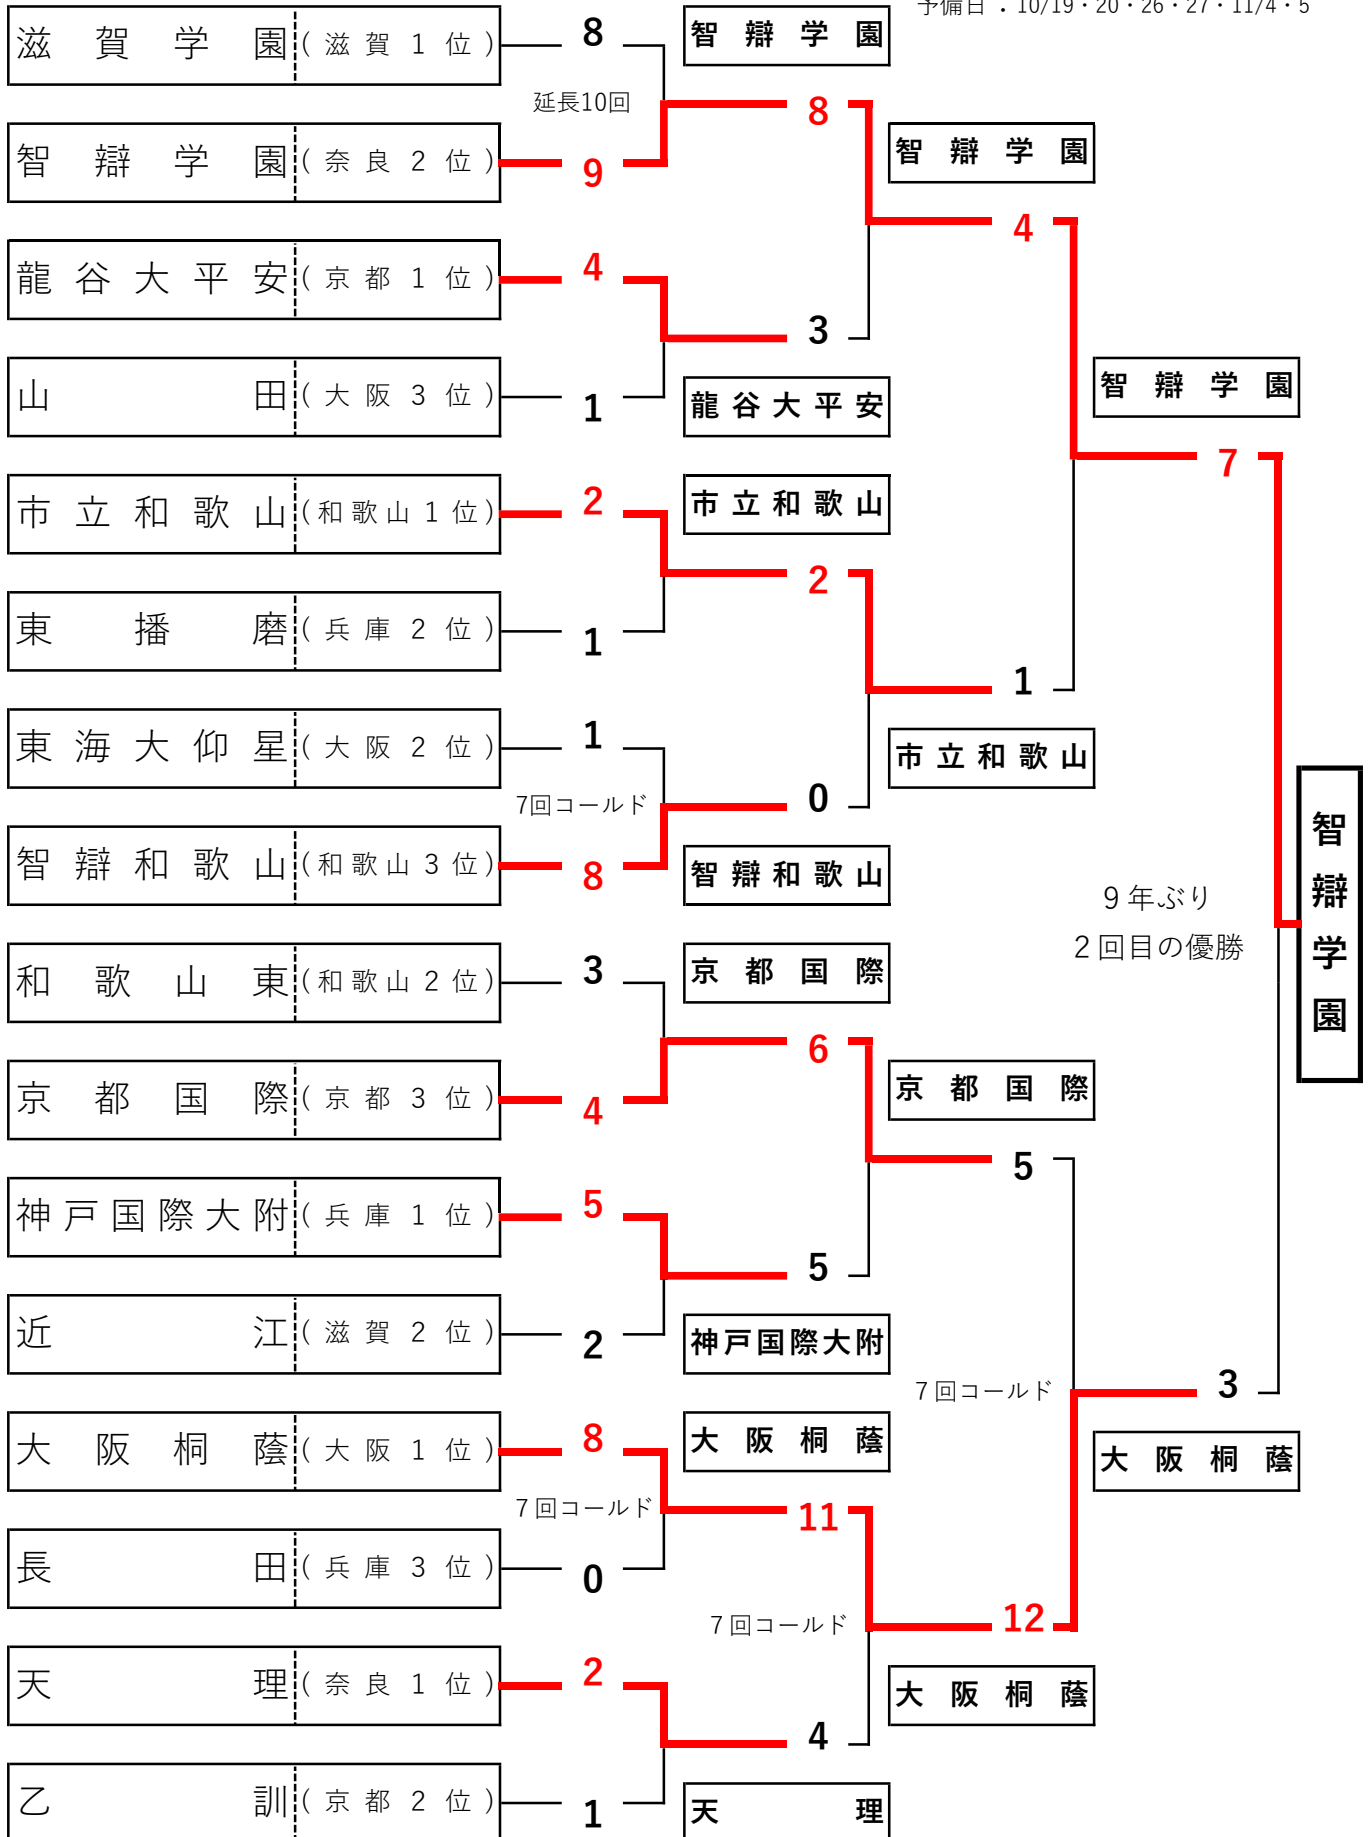 予備日：10/19・20・26・27・11/4・5
滋賀学園(滋賀1位)
8
智辯学園
延長10回
8
智辯学園(奈良2位)
9
智辯学園
4
龍谷大平安(京都1位)
4
3
山田(大阪3位)
1
龍谷大平安
智辯学園
7
市立和歌山(和歌山1位)
2
市立和歌山
2
東播磨(兵庫2位)
1
1
東海大仰星(大阪2位)
1
市立和歌山
7回コールド
0
智辯和歌山(和歌山3位)
8
智辯和歌山
智辯学園
9年ぶり
2回目の優勝
和歌山東(和歌山2位)
3
京都国際
6
京都国際(京都3位)
4
京都国際
5
神戸国際大附(兵庫1位)
5
5
近江(滋賀2位)
2
神戸国際大附
7回コールド
3
大阪桐蔭(大阪1位)
8
大阪桐蔭
大阪桐蔭
7回コールド
11
長田(兵庫3位)
0
7回コールド
12
天理(奈良1位)
2
大阪桐蔭
4
乙訓(京都2位)
1
天理